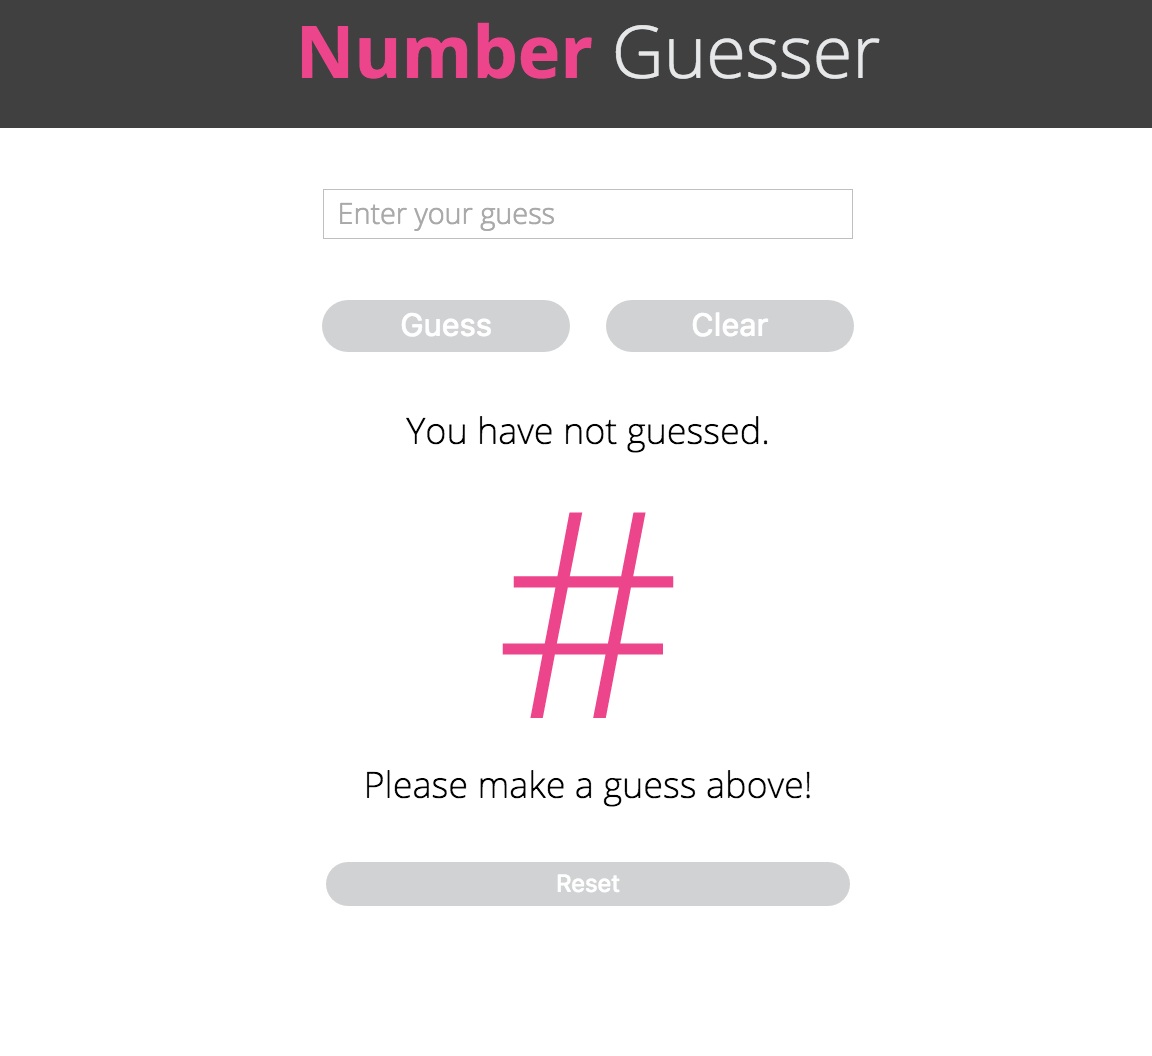 Number Guesser
Enter your guess
Guess Clear
You have not guessed.
#
Please make a guess above!
Reset